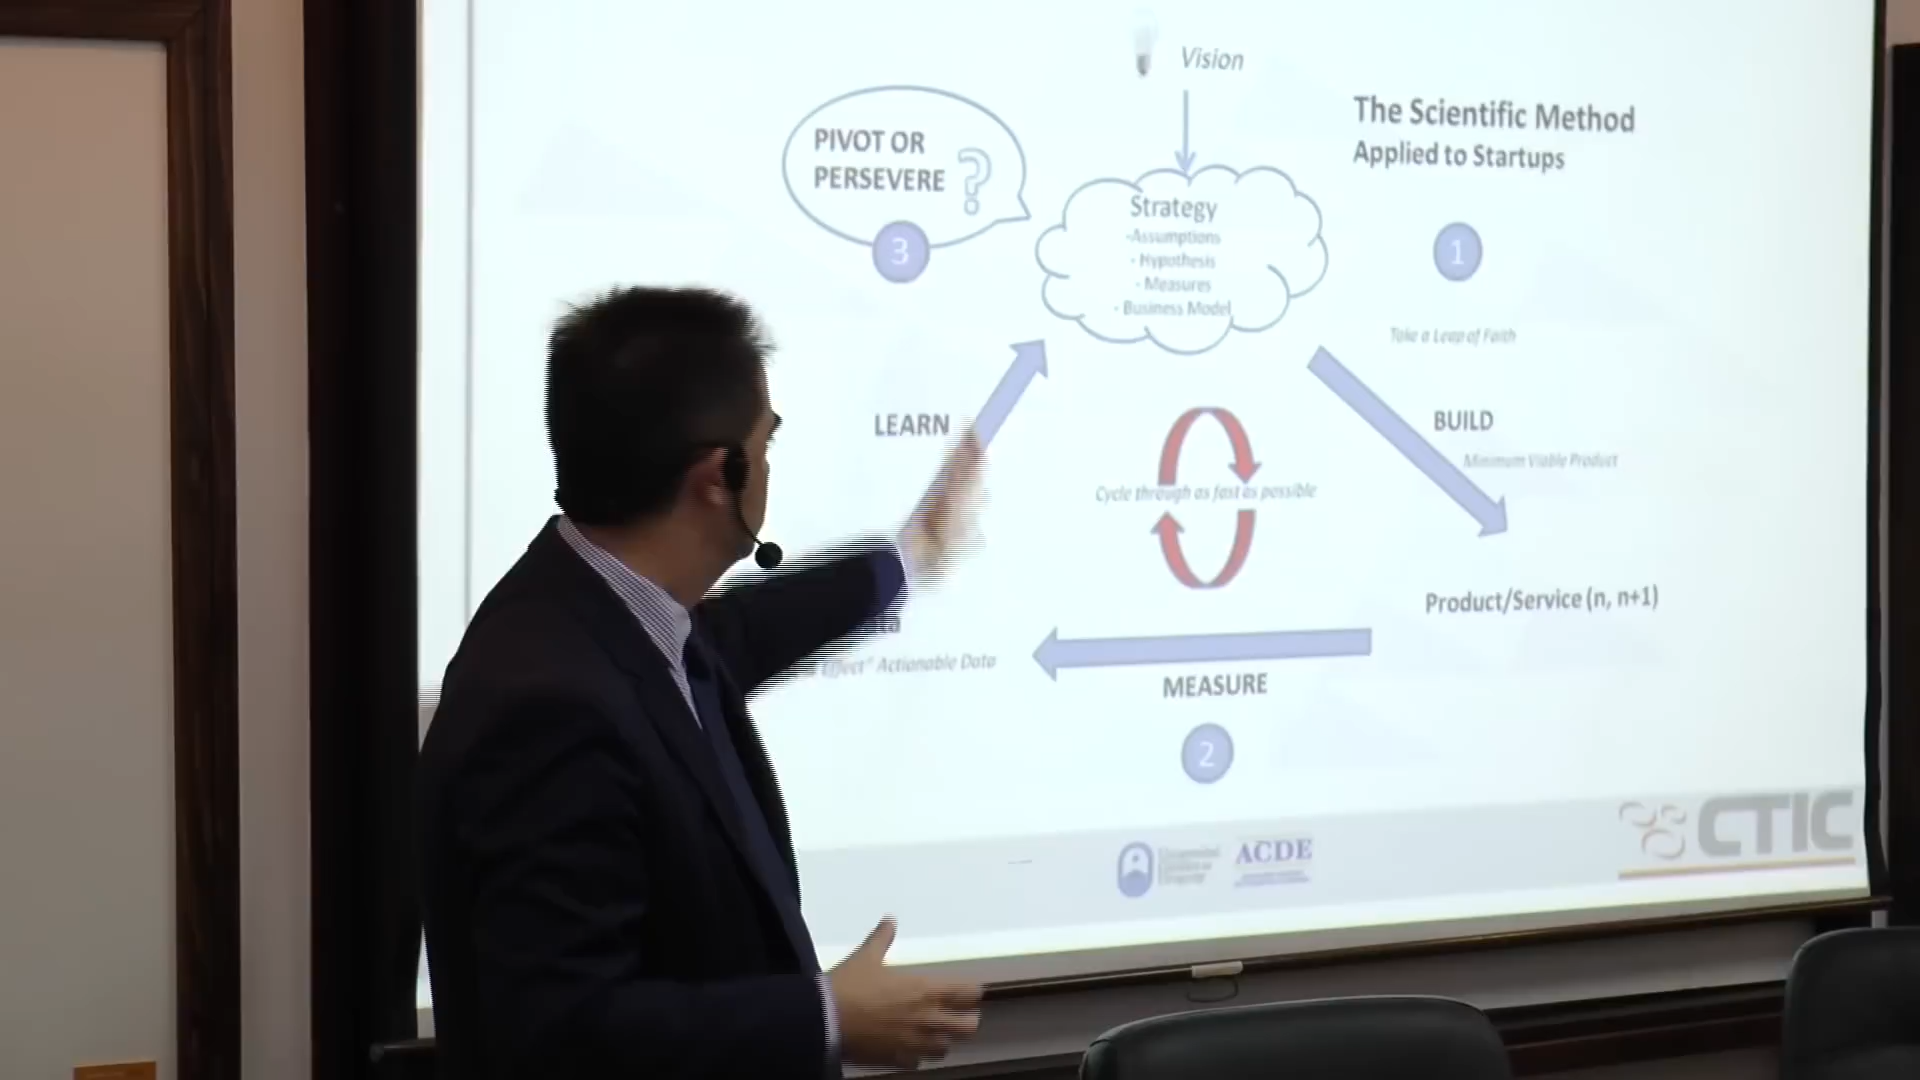 Vision
The Scientific Method
Applied to Startups
PIVOT OR
PERSEVERE ?
3
Strategy
-Assumptions
- Hypothesis
- Measures
- Business Model
1
Take a Leap of Faith
LEARN
BUILD
Minimum Viable Product
Cycle through as fast as possible
Product/Service (n, n+1)
Effect" Actionable Data
MEASURE
2
ACDE
CTIC